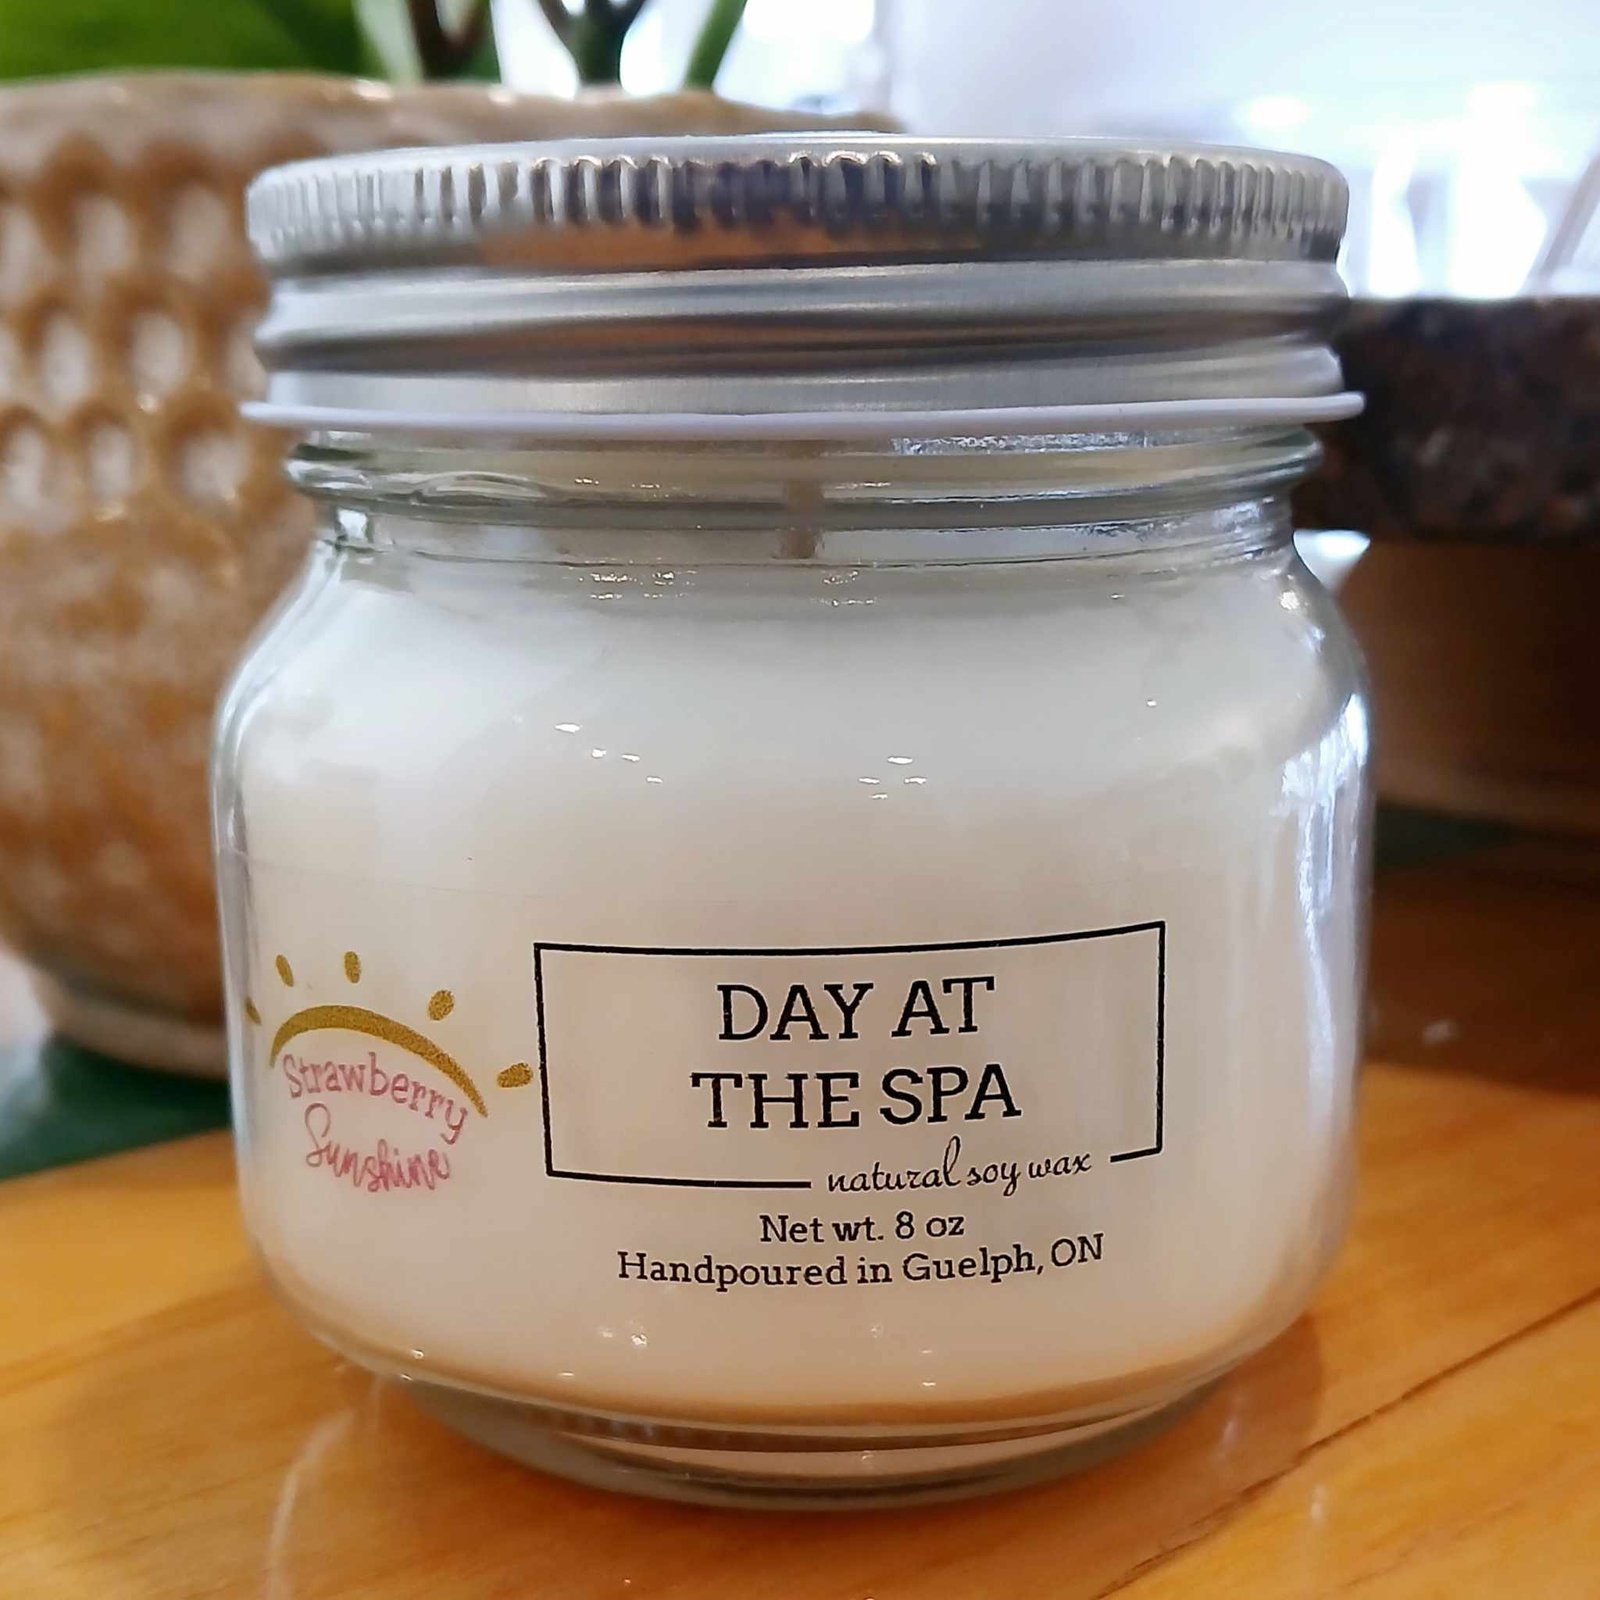 Strawberry
Sunshine
DAY AT
THE SPA
natural soy wax
Net wt. 8 oz
Handpoured in Guelph, ON